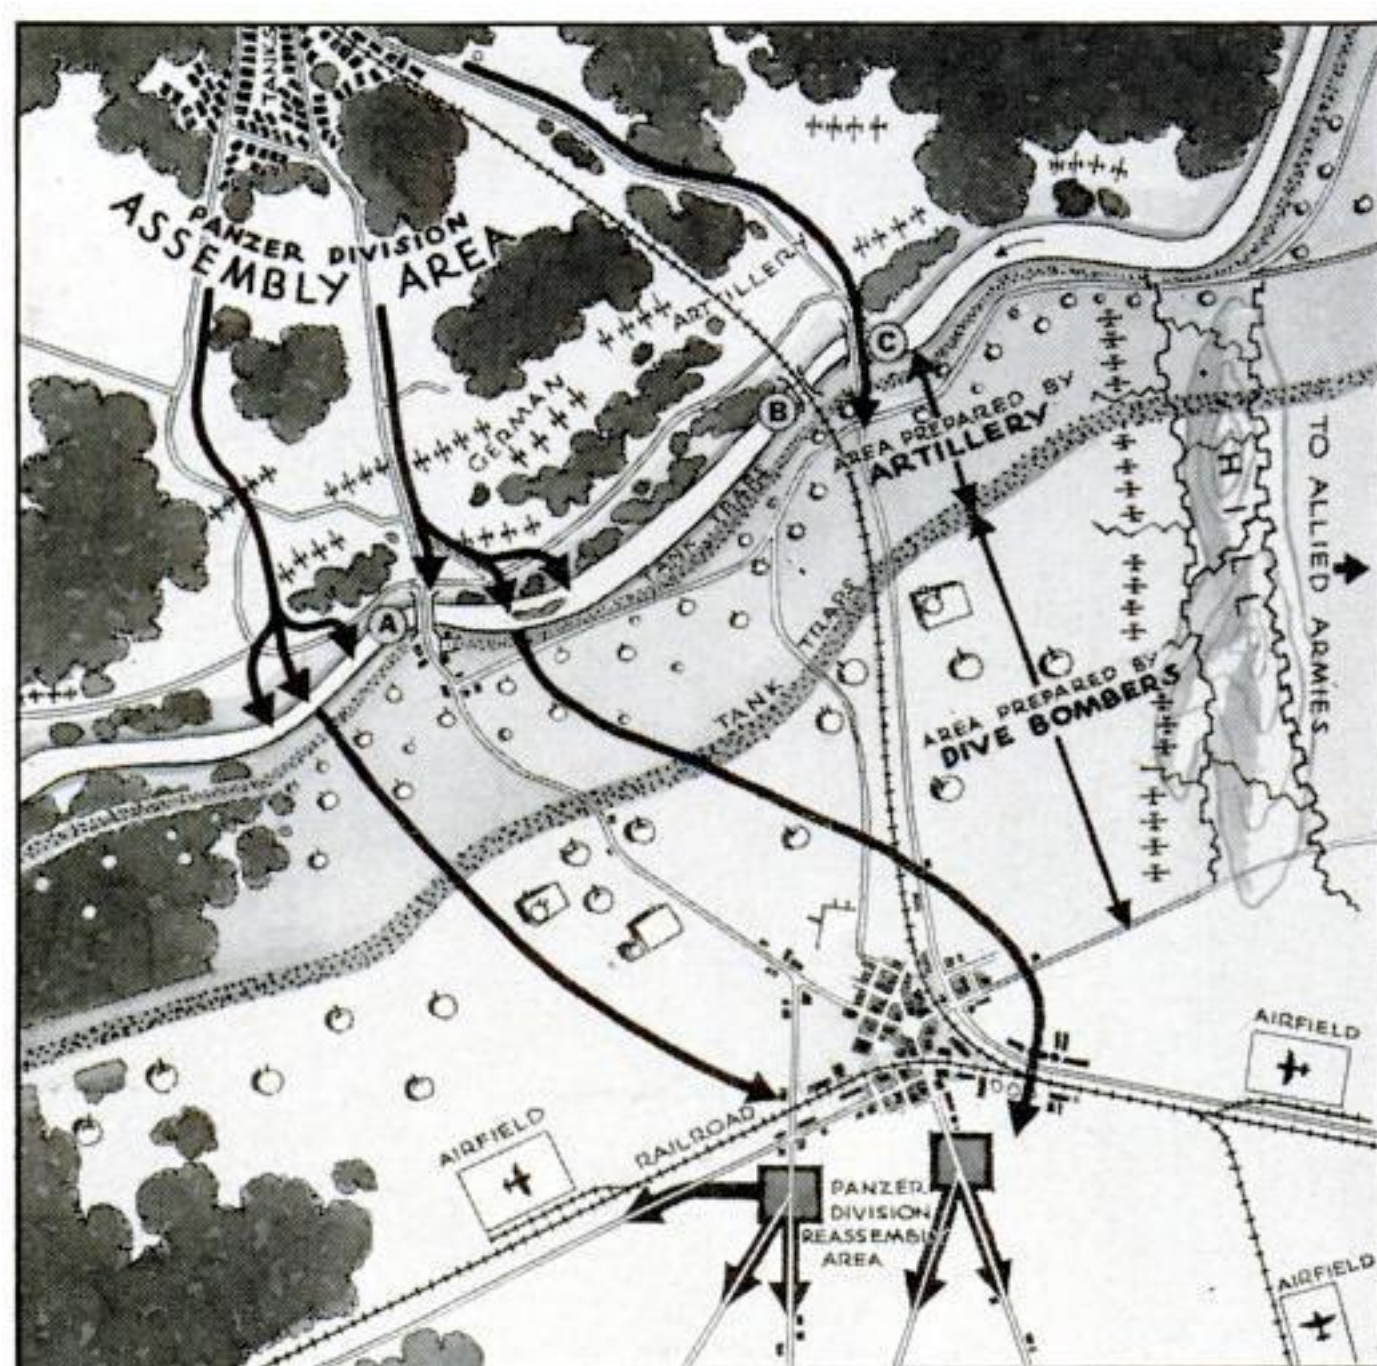 TANKS
PANZER DIVISION
ASSEMBLY AREA
GERMAN ARTILLERY
C
B
A
AREA PREPARED BY
ARTILLERY
TANK TRAPS
TANK TRAPS
HILL
TO ALLIED ARMIES
AREA PREPARED BY
DIVE BOMBERS
AIRFIELD
AIRFIELD
RAILROAD
PANZER
DIVISION
REASSEMBLY
AREA
AIRFIELD